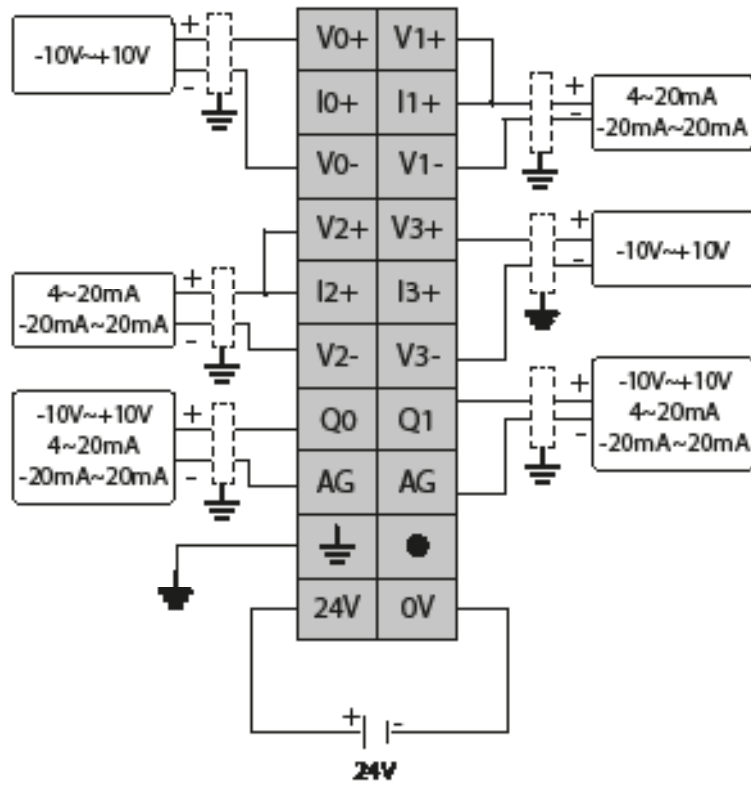 -10V~+10V
+
-
V0+ V1+
I0+ I1+
V0- V1-
+
-
4~20mA
-20mA~20mA
V2+ V3+
+
-
-10V~+10V
4~20mA
-20mA~20mA
+
-
I2+ I3+
V2- V3-
-10V~+10V
4~20mA
-20mA~20mA
+
-
Q0 Q1
AG AG
+
-
-10V~+10V
4~20mA
-20mA~20mA
24V 0V
+ -
24V